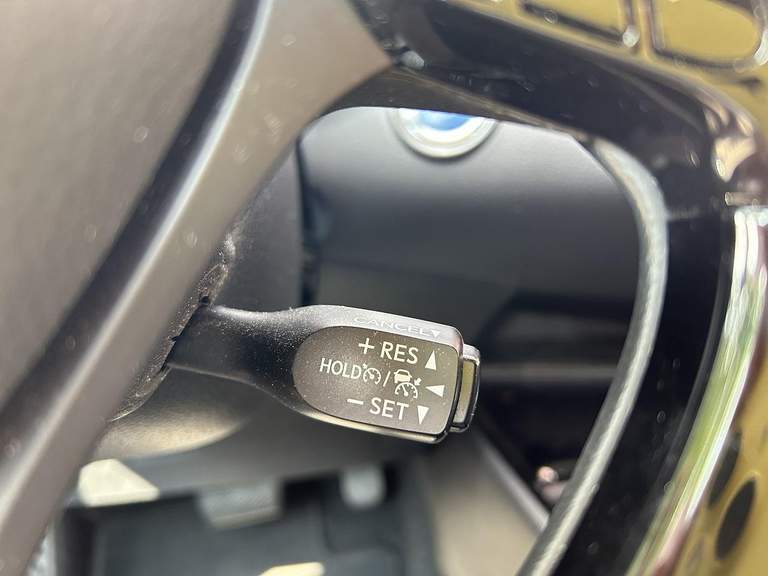 CANCEL
+ RES
HOLD /
− SET